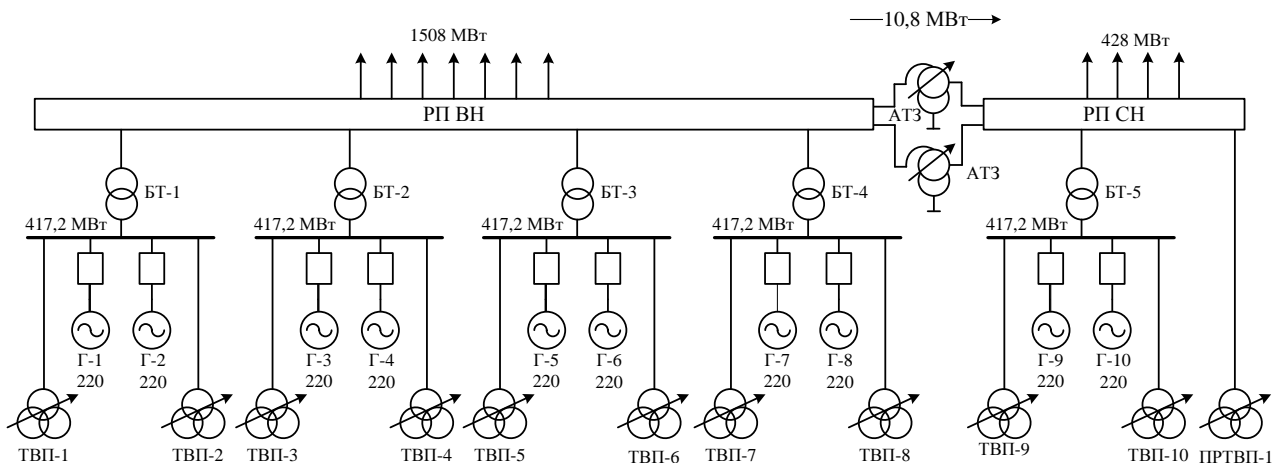 10,8 МВт
1508 МВт
428 МВт
РП ВН
АТЗ
РП СН
АТЗ
БТ-1
БТ-2
БТ-3
БТ-4
БТ-5
417,2 МВт
417,2 МВт
417,2 МВт
417,2 МВт
417,2 МВт
Г-1
Г-2
Г-3
Г-4
Г-5
Г-6
Г-7
Г-8
Г-9
Г-10
220
220
220
220
220
220
220
220
220
220
ТВП-1
ТВП-2
ТВП-3
ТВП-4
ТВП-5
ТВП-6
ТВП-7
ТВП-8
ТВП-9
ТВП-10
ПРТВП-1